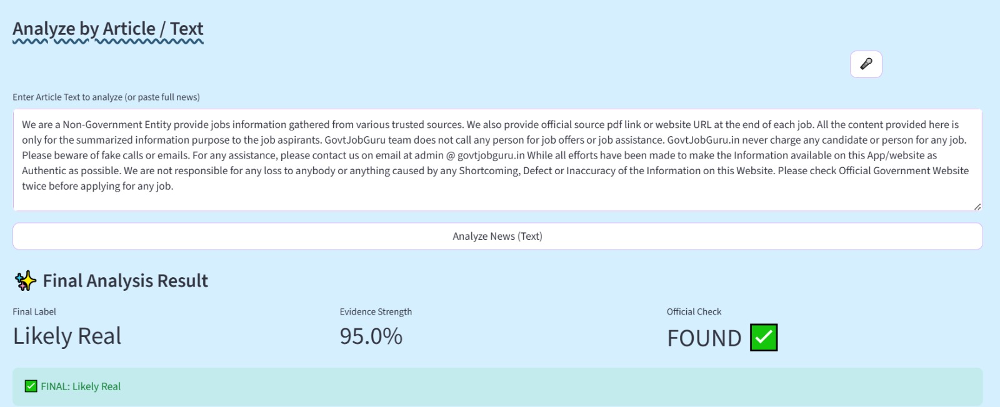 Analyze by Article / Text
Enter Article Text to analyze (or paste full news)
We are a Non-Government Entity provide jobs information gathered from various trusted sources. We also provide official source pdf link or website URL at the end of each job. All the content provided here is
only for the summarized information purpose to the job aspirants. GovtJobGuru team does not call any person for job offers or job assistance. GovtJobGuru.in never charge any candidate or person for any job.
Please beware of fake calls or emails. For any assistance, please contact us on email at admin @ govtjobguru.in While all efforts have been made to make the Information available on this App/website as
Authentic as possible. We are not responsible for any loss to anybody or anything caused by any Shortcoming, Defect or Inaccuracy of the Information on this Website. Please check Official Government Website
twice before applying for any job.
Analyze News (Text)
✨ Final Analysis Result
Final Label
Evidence Strength
Official Check
Likely Real
95.0%
FOUND ✅
✅ FINAL: Likely Real